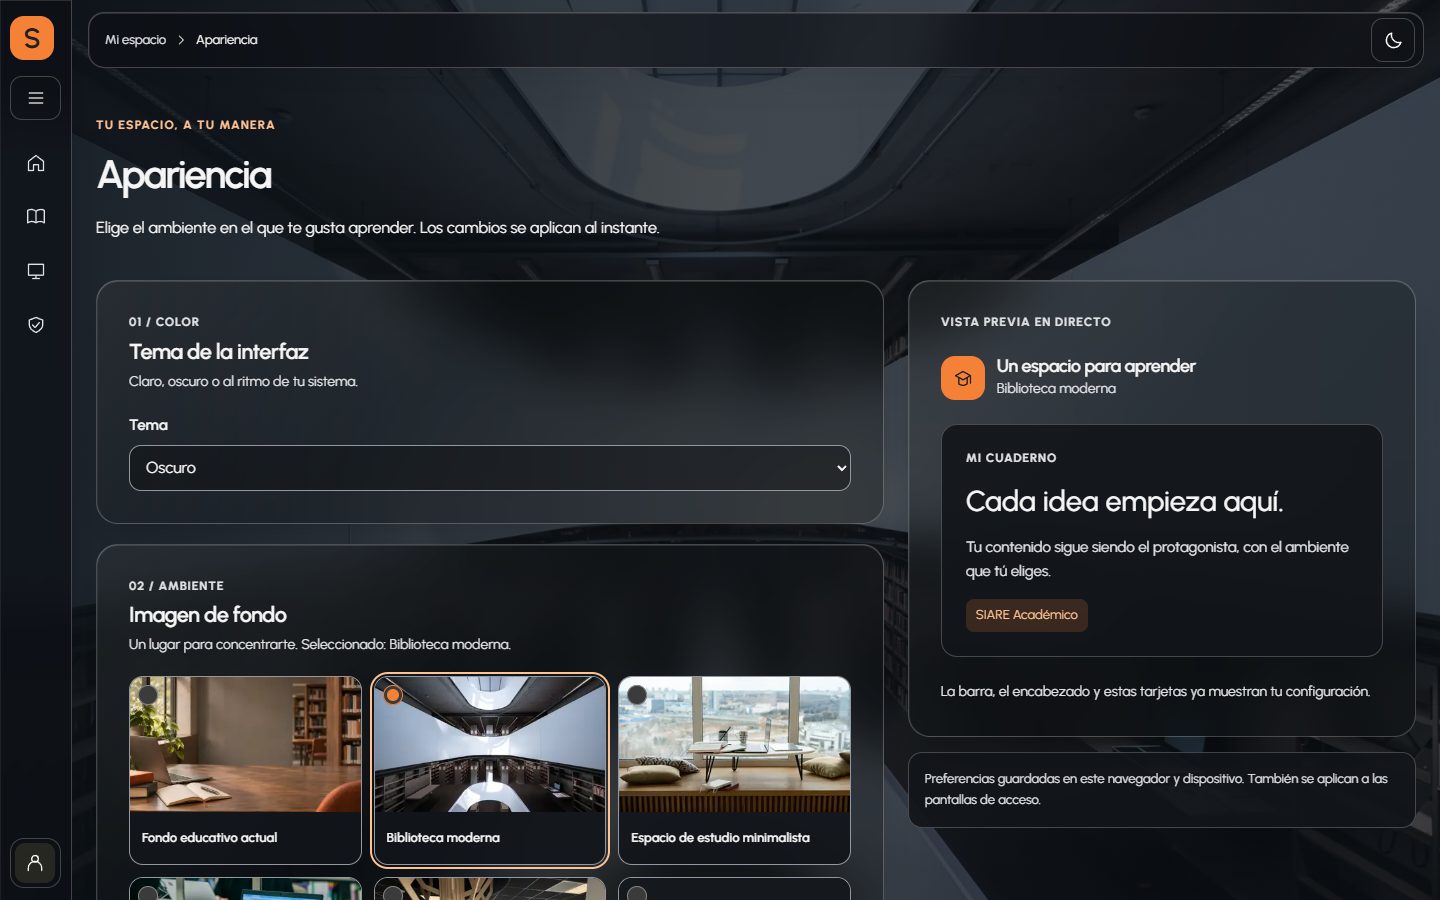 S
Mi espacio > Apariencia
TU ESPACIO, A TU MANERA
Apariencia
Elige el ambiente en el que te gusta aprender. Los cambios se aplican al instante.
01 / COLOR
Tema de la interfaz
Claro, oscuro o al ritmo de tu sistema.
Tema
Oscuro
02 / AMBIENTE
Imagen de fondo
Un lugar para concentrarte. Seleccionado: Biblioteca moderna.
Fondo educativo actual
Biblioteca moderna
Espacio de estudio minimalista
VISTA PREVIA EN DIRECTO
Un espacio para aprender
Biblioteca moderna
MI CUADERNO
Cada idea empieza aquí.
Tu contenido sigue siendo el protagonista, con el ambiente
que tú eliges.
SIARE Académico
La barra, el encabezado y estas tarjetas ya muestran tu configuración.
Preferencias guardadas en este navegador y dispositivo. También se aplican a las
pantallas de acceso.